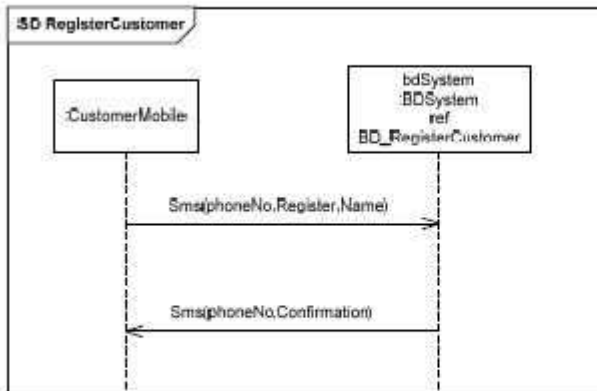 SD RegisterCustomer
:CustomerMobile
bdSystem
:BDSystem
ref
BD_RegisterCustomer
Sms(phoneNo,Register,Name)
Sms(phoneNo,Confirmation)